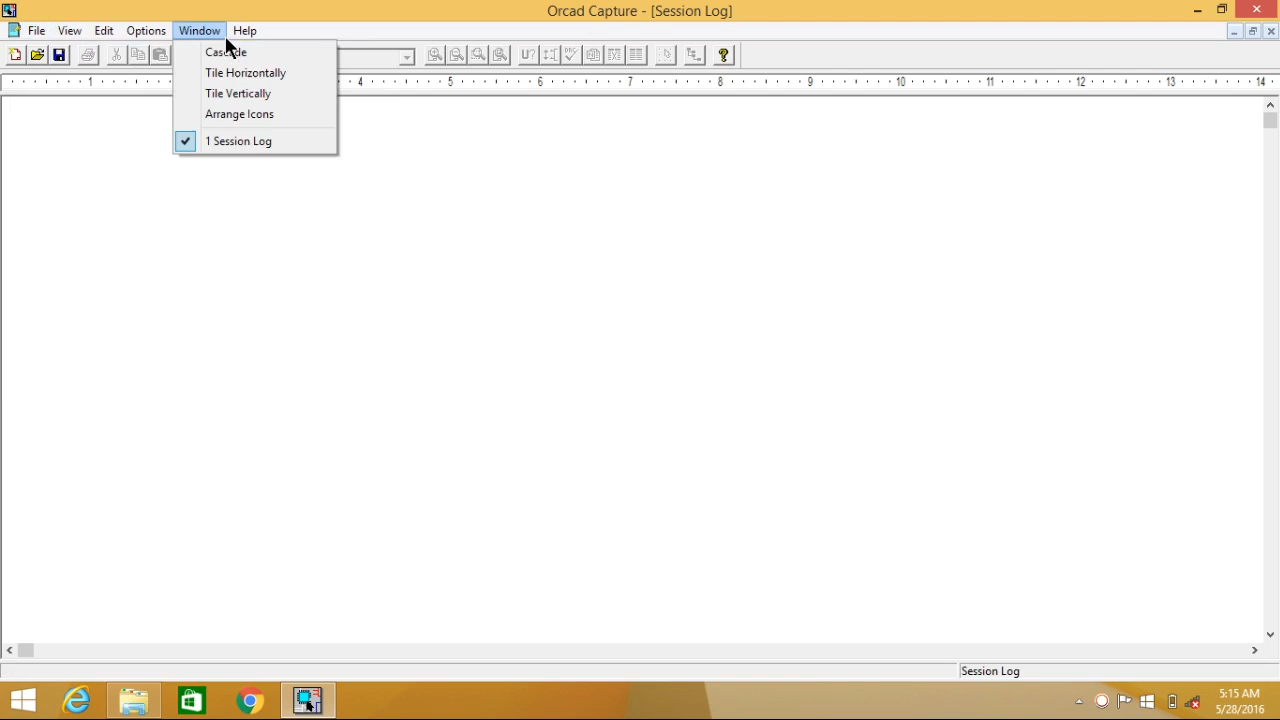 Orcad Capture - [Session Log]
File View Edit Options Window Help
Cascade
Tile Horizontally
Tile Vertically
Arrange Icons
1 Session Log
U?
1 4 5 6 7 8 9 10 11 12 13 14
Session Log
5:15 AM
5/28/2016